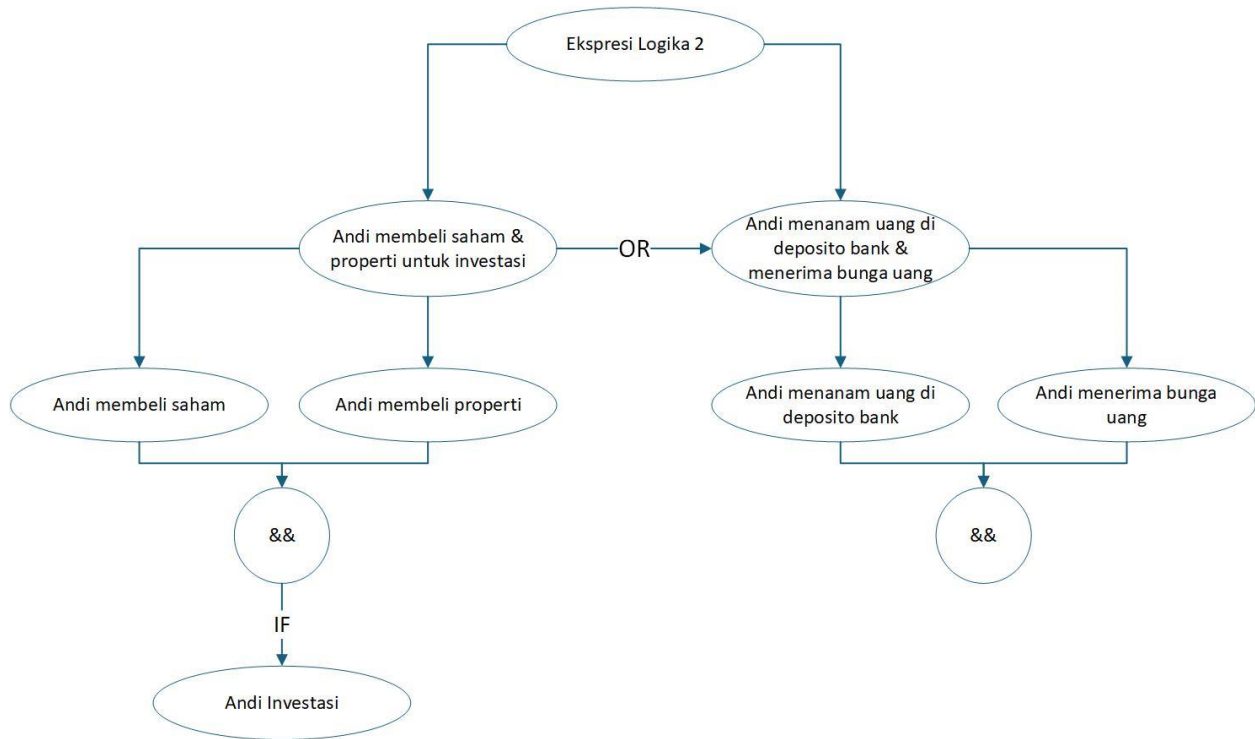 Ekspresi Logika 2
Andi membeli saham &
properti untuk investasi
OR
Andi menanam uang di
deposito bank &
menerima bunga uang
Andi membeli saham
Andi membeli properti
Andi menanam uang di
deposito bank
Andi menerima bunga
uang
&&
&&
IF
Andi Investasi